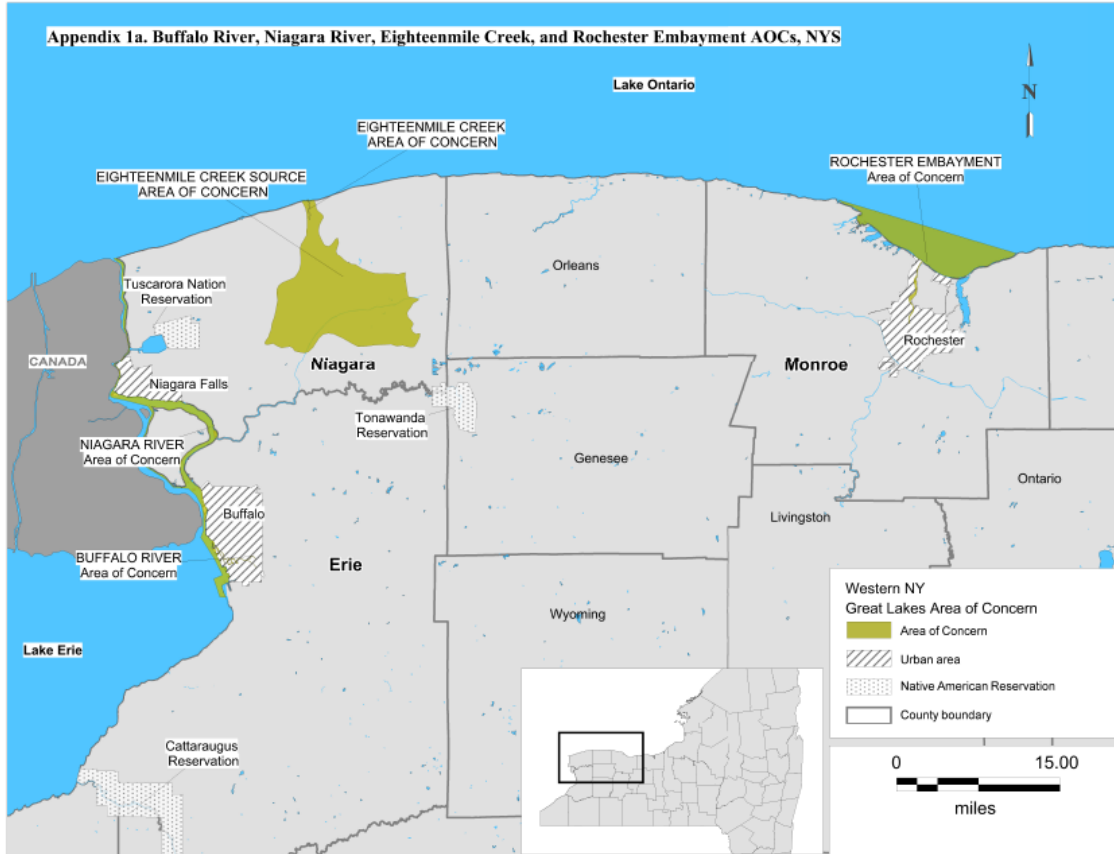 Appendix 1a. Buffalo River, Niagara River, Eighteenmile Creek, and Rochester Embayment AOCs, NYS
Lake Ontario
N
EIGHTEENMILE CREEK
AREA OF CONCERN
EIGHTEENMILE CREEK SOURCE
AREA OF CONCERN
ROCHESTER EMBAYMENT
Area of Concern
Tuscarora Nation
Reservation
Orleans
CANADA
Niagara
Monroe
Rochester
Niagara Falls
Tonawanda
Reservation
NIAGARA RIVER
Area of Concern
Genesee
Ontario
Buffalo
Livingston
BUFFALO RIVER
Area of Concern
Erie
Wyoming
Lake Erie
Cattaraugus
Reservation
Western NY
Great Lakes Area of Concern
Area of Concern
Urban area
Native American Reservation
County boundary
0 15.00
miles